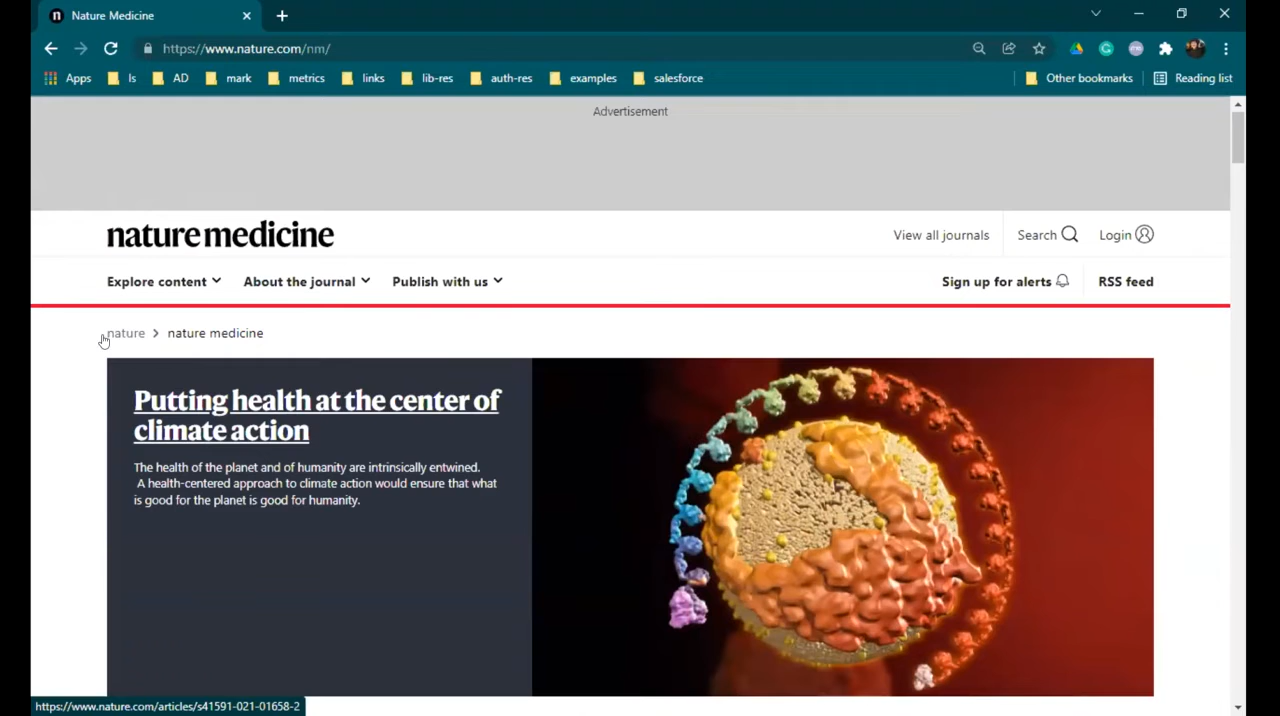 Nature Medicine
https://www.nature.com/nm/
Apps ls AD mark metrics links lib-res auth-res examples salesforce Other bookmarks Reading list
Advertisement
nature medicine View all journals Search Login
Explore content About the journal Publish with us Sign up for alerts RSS feed
nature > nature medicine
Putting health at the center of
climate action
The health of the planet and of humanity are intrinsically entwined.
A health-centered approach to climate action would ensure that what
is good for the planet is good for humanity.
https://www.nature.com/articles/s41591-021-01658-2